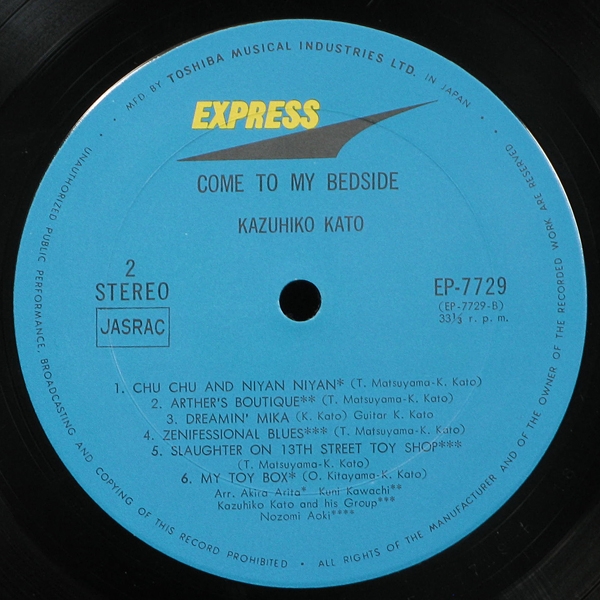 MFD. BY TOSHIBA MUSICAL INDUSTRIES LTD. IN JAPAN
EXPRESS
COME TO MY BEDSIDE
KAZUHIKO KATO
2
STEREO
JASRAC
EP-7729
(EP-7729-B)
33⅓ r. p. m.
1. CHU CHU AND NIYAN NIYAN* (T. Matsuyama-K. Kato)
2. ARTHER'S BOUTIQUE** (T. Matsuyama-K. Kato)
3. DREAMIN' MIKA (K. Kato) Guitar K. Kato
4. ZENIFESSIONAL BLUES*** (T. Matsuyama-K. Kato)
5. SLAUGHTER ON 13TH STREET TOY SHOP***
(T. Matsuyama-K. Kato)
6. MY TOY BOX* (O. Kitayama-K. Kato)
Arr. Akira Arita* Kuni Kawachi**
Kazuhiko Kato and his Group***
Nozomi Aoki****
UNAUTHORIZED PUBLIC PERFORMANCE, BROADCASTING AND COPYING OF THIS RECORD PROHIBITED • ALL RIGHTS OF THE MANUFACTURER AND OF THE OWNER OF THE RECORDED WORK ARE RESERVED